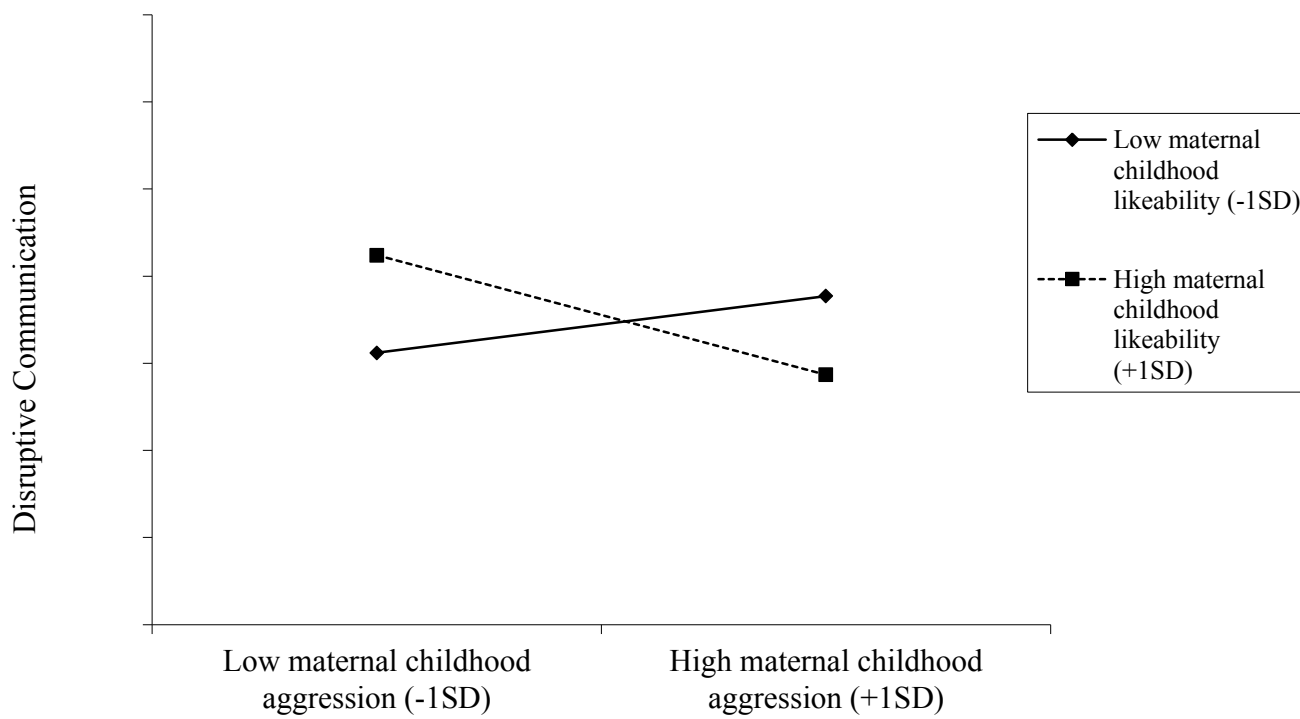 Disruptive Communication
Low maternal
childhood
likeability (-1SD)
High maternal
childhood
likeability
(+1SD)
Low maternal childhood
aggression (-1SD)
High maternal childhood
aggression (+1SD)